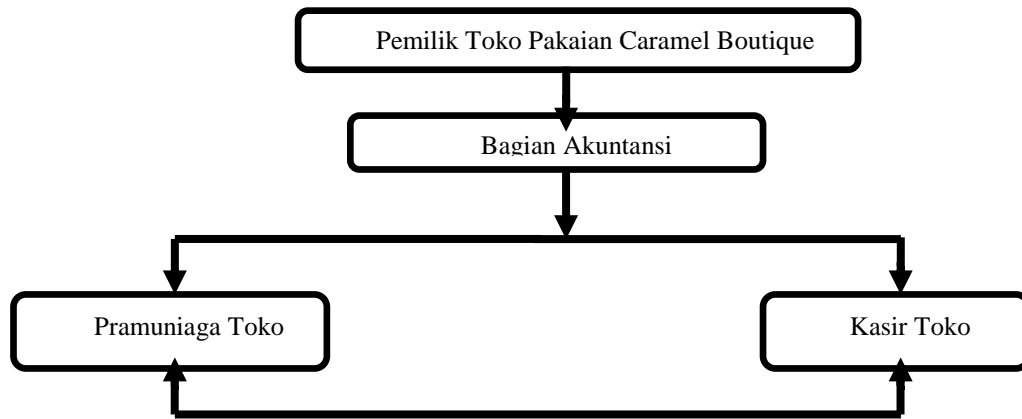 Pemilik Toko Pakaian Caramel Boutique
Bagian Akuntansi
Pramuniaga Toko
Kasir Toko